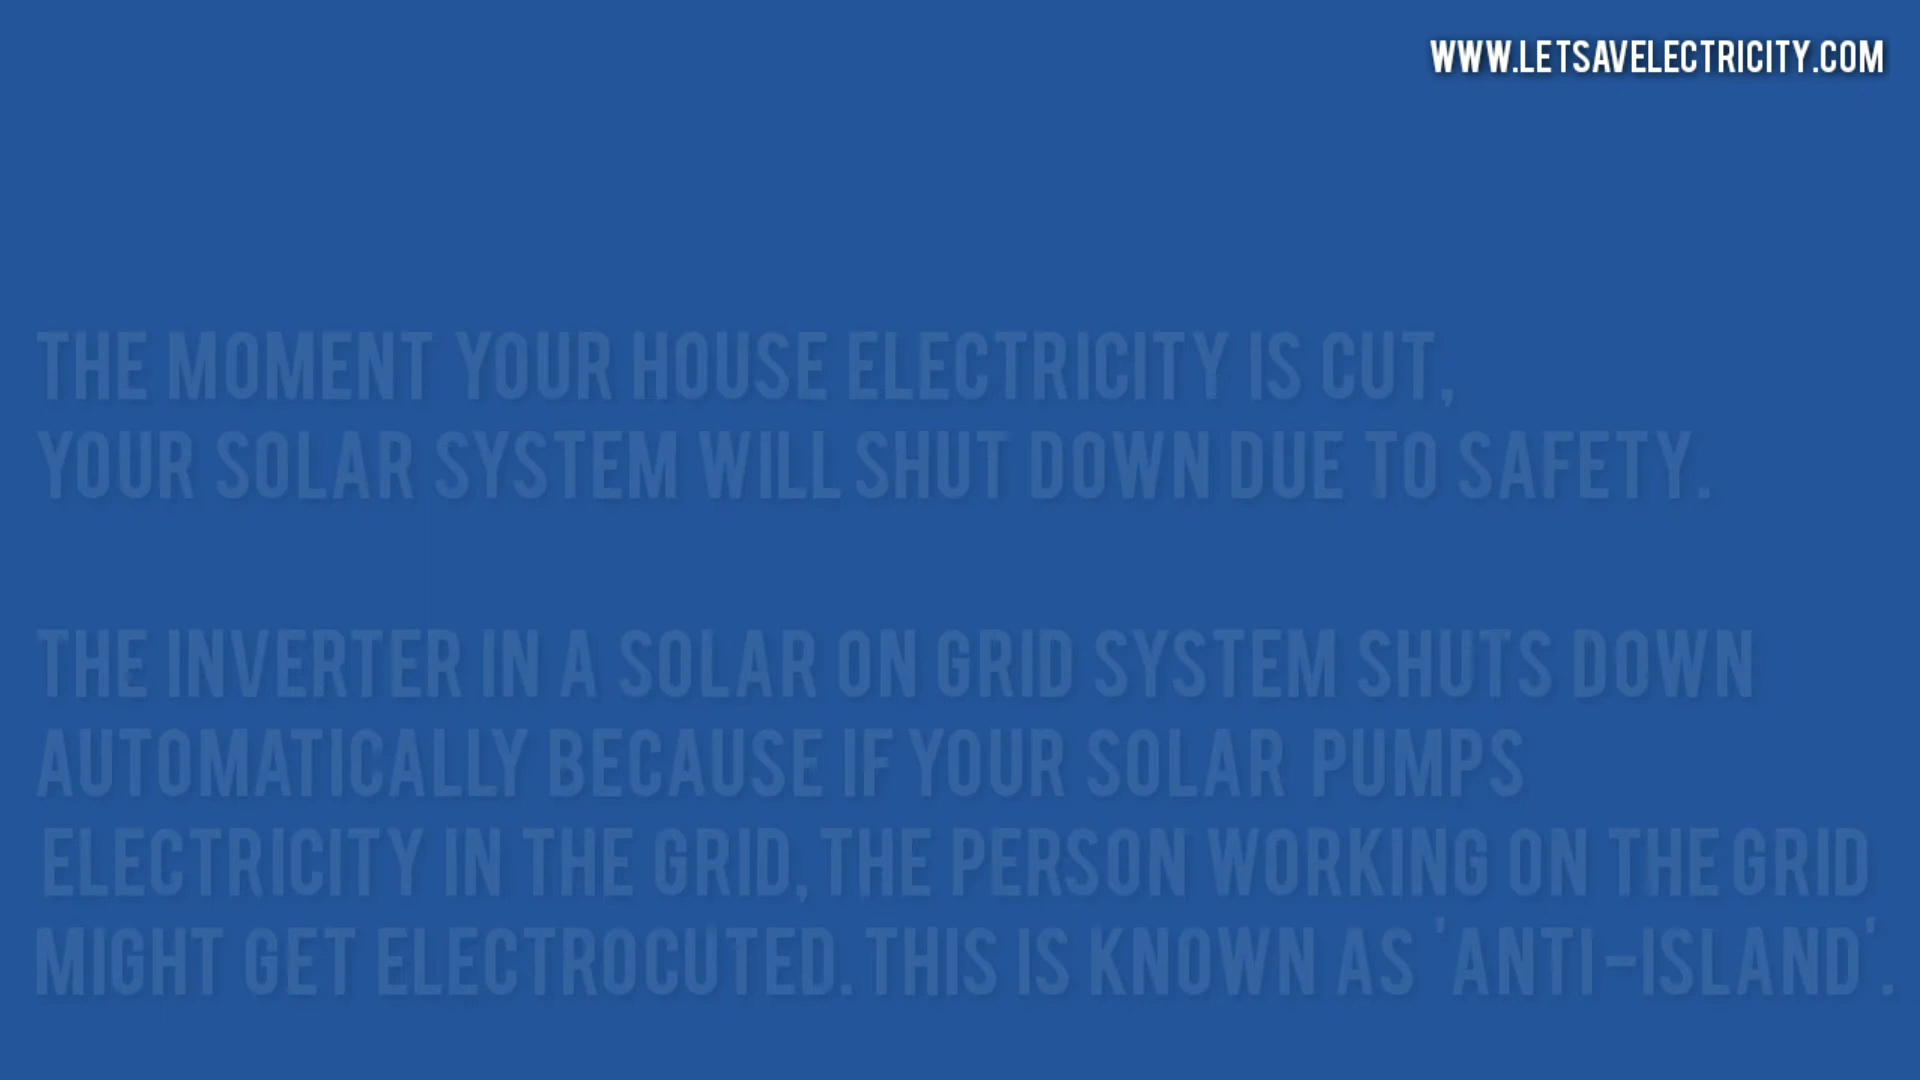 WWW.LETSAVELECTRICITY.COM
THE MOMENT YOUR HOUSE ELECTRICITY IS CUT,
YOUR SOLAR SYSTEM WILL SHUT DOWN DUE TO SAFETY.
THE INVERTER IN A SOLAR ON GRID SYSTEM SHUTS DOWN
AUTOMATICALLY BECAUSE IF YOUR SOLAR PUMPS
ELECTRICITY IN THE GRID, THE PERSON WORKING ON THE GRID
MIGHT GET ELECTROCUTED. THIS IS KNOWN AS 'ANTI-ISLAND'.